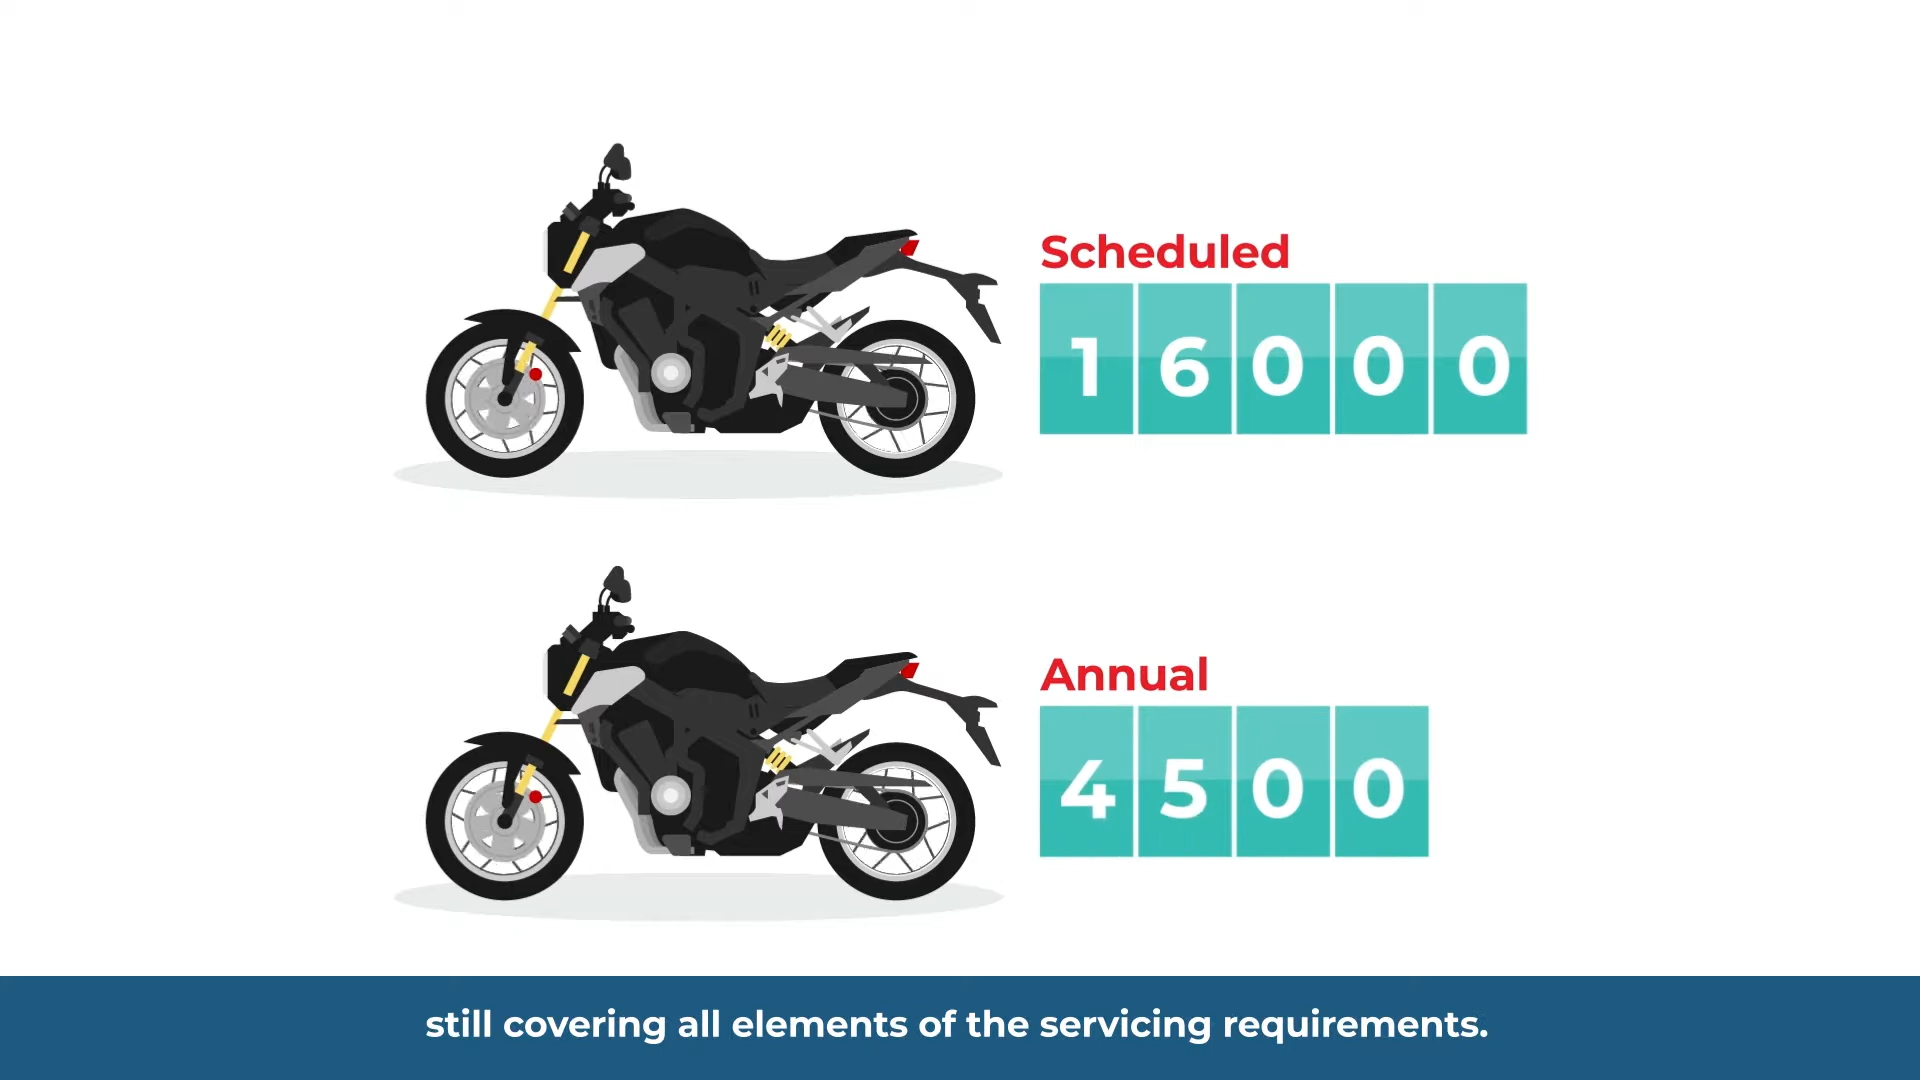 Scheduled
16000
Annual
4500
still covering all elements of the servicing requirements.